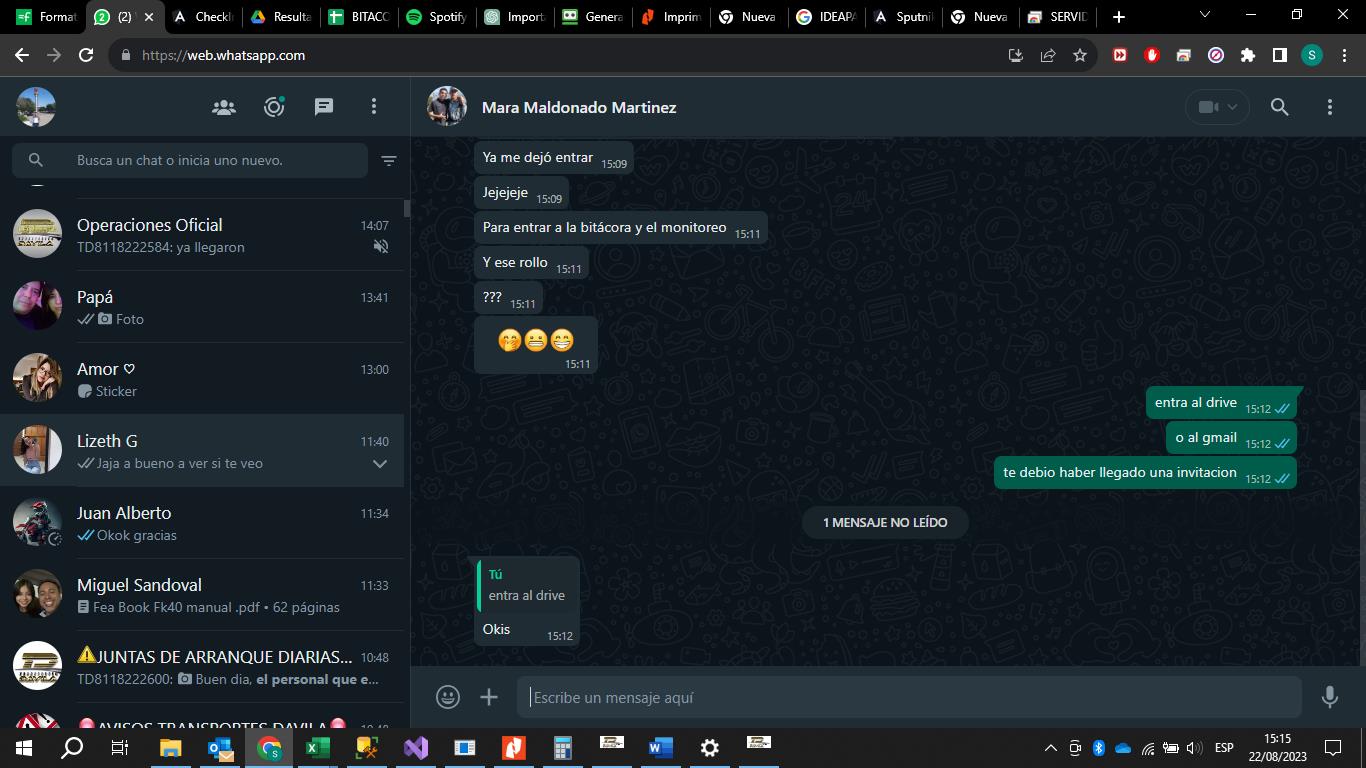 Format
(2)
CheckIr
Resulta
BITACC
Spotify
Importa
Genera
Imprim
Nueva
IDEAPA
Sputnil
Nueva
SERVID
https://web.whatsapp.com
S
Mara Maldonado Martinez
Busca un chat o inicia uno nuevo.
Operaciones Oficial 14:07
TD8118222584: ya llegaron
Papá 13:41
Foto
Amor ♡ 13:00
Sticker
Lizeth G 11:40
Jaja a bueno a ver si te veo
Juan Alberto 11:34
Okok gracias
Miguel Sandoval 11:33
Fea Book Fk40 manual .pdf • 62 páginas
⚠️JUNTAS DE ARRANQUE DIARIAS... 10:48
TD8118222600: Buen dia, el personal que e...
AVISOS TRANSPORTES DAVILA 10:48
Ya me dejó entrar 15:09
Jejejeje 15:09
Para entrar a la bitácora y el monitoreo 15:11
Y ese rollo 15:11
??? 15:11
🤭😬😁
15:11
entra al drive 15:12
o al gmail 15:12
te debio haber llegado una invitacion 15:12
1 MENSAJE NO LEÍDO
Tú
entra al drive
Okis 15:12
Escribe un mensaje aquí
ESP
15:15
22/08/2023